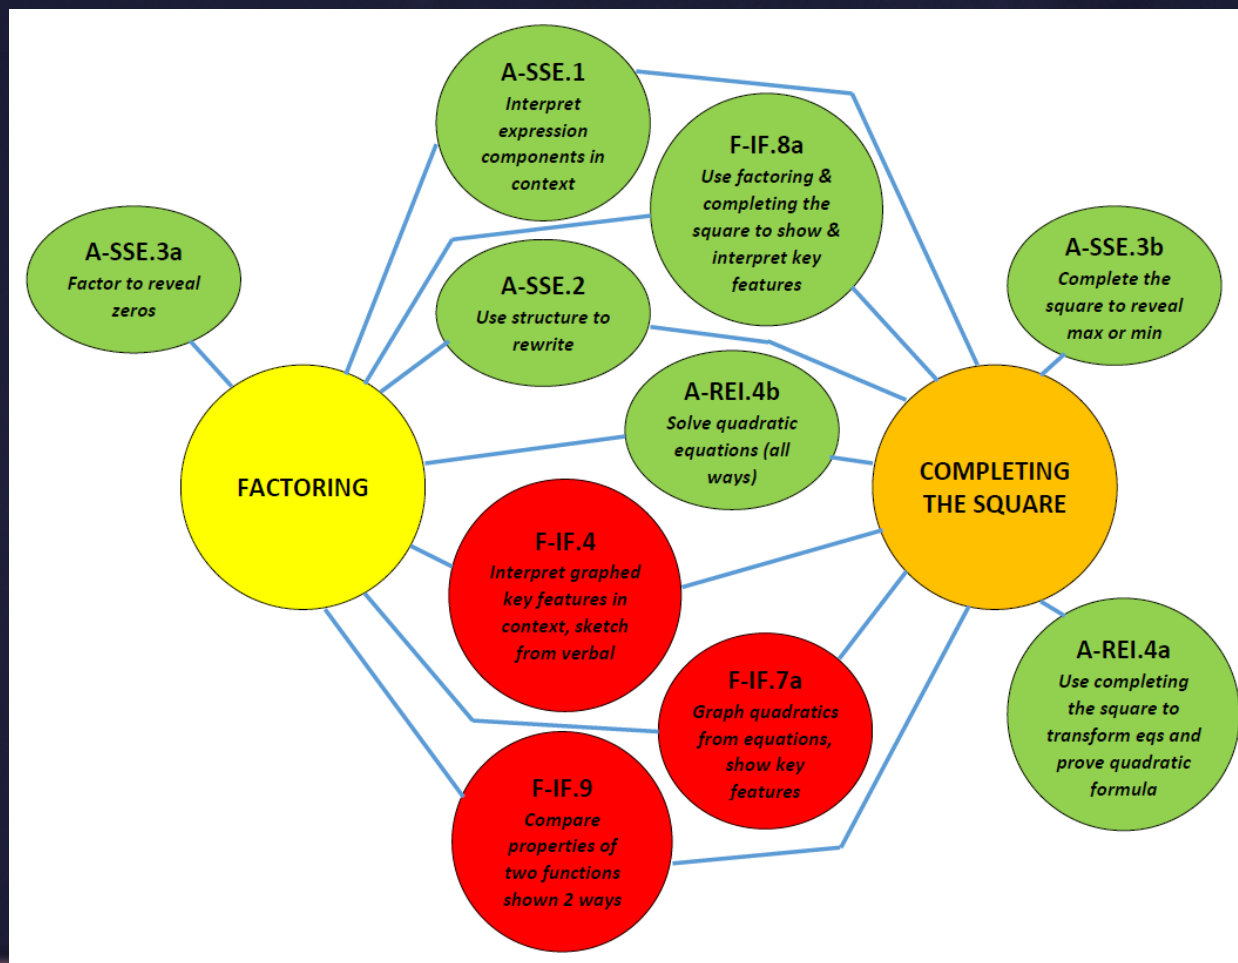 A-SSE.1
Interpret
expression
components in
context
F-IF.8a
Use factoring &
completing the
square to show &
interpret key
features
A-SSE.3a
Factor to reveal
zeros
A-SSE.2
Use structure to
rewrite
A-SSE.3b
Complete the
square to reveal
max or min
A-REI.4b
Solve quadratic
equations (all
ways)
FACTORING
COMPLETING
THE SQUARE
F-IF.4
Interpret graphed
key features in
context, sketch
from verbal
F-IF.7a
Graph quadratics
from equations,
show key
features
A-REI.4a
Use completing
the square to
transform eqs and
prove quadratic
formula
F-IF.9
Compare
properties of
two functions
shown 2 ways